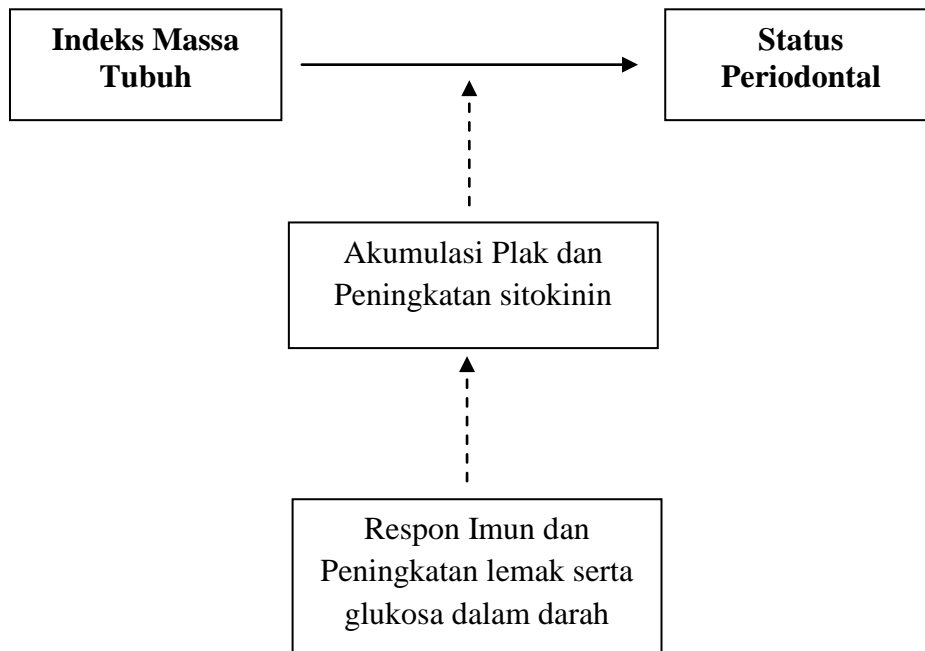 Indeks Massa
Tubuh
Status
Periodontal
Akumulasi Plak dan
Peningkatan sitokinin
Respon Imun dan
Peningkatan lemak serta
glukosa dalam darah